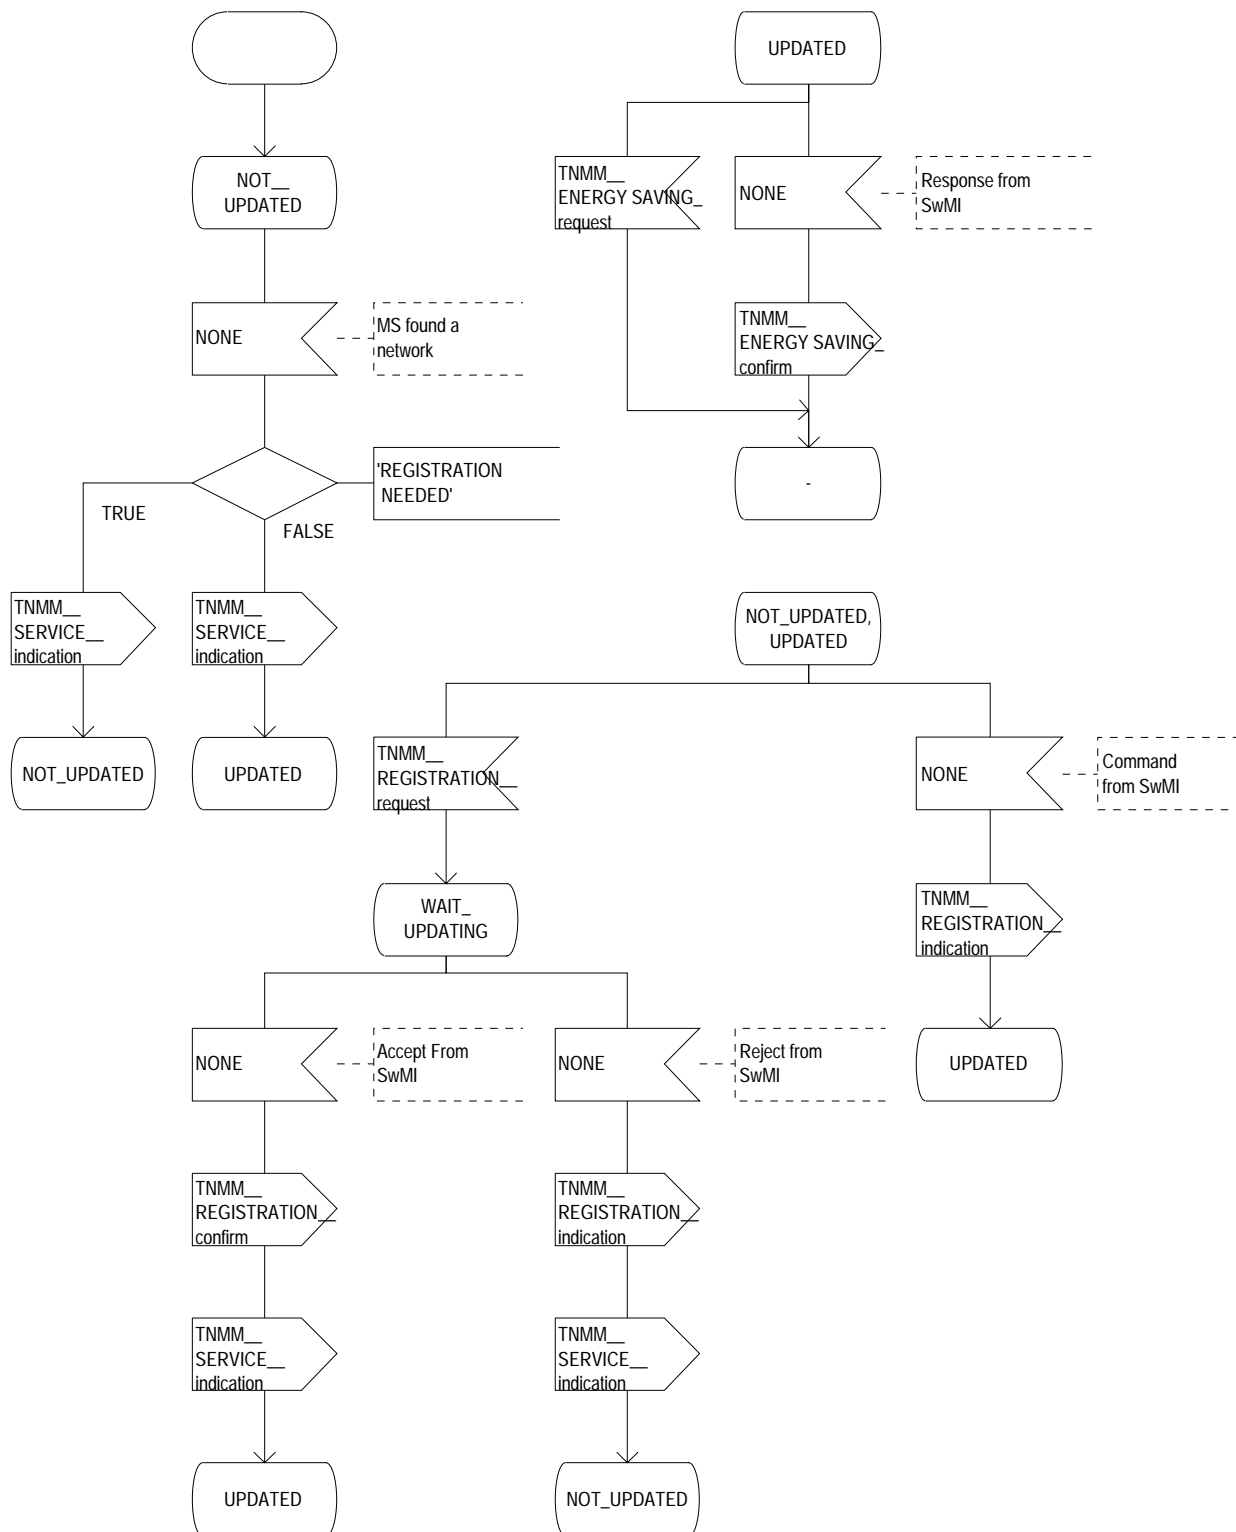 UPDATED
TNMM__
ENERGY SAVING_
request
NONE
Response from
SwMI
NOT__
UPDATED
NONE
MS found a
network
TNMM__
ENERGY SAVING_
confirm
'REGISTRATION
NEEDED'
-
TRUE
FALSE
TNMM__
SERVICE__
indication
TNMM__
SERVICE__
indication
NOT_UPDATED,
UPDATED
NOT_UPDATED
UPDATED
TNMM__
REGISTRATION__
request
NONE
Command
from SwMI
WAIT_
UPDATING
TNMM__
REGISTRATION__
indication
NONE
Accept From
SwMI
NONE
Reject from
SwMI
UPDATED
TNMM__
REGISTRATION__
confirm
TNMM__
REGISTRATION__
indication
TNMM__
SERVICE__
indication
TNMM__
SERVICE__
indication
UPDATED
NOT_UPDATED